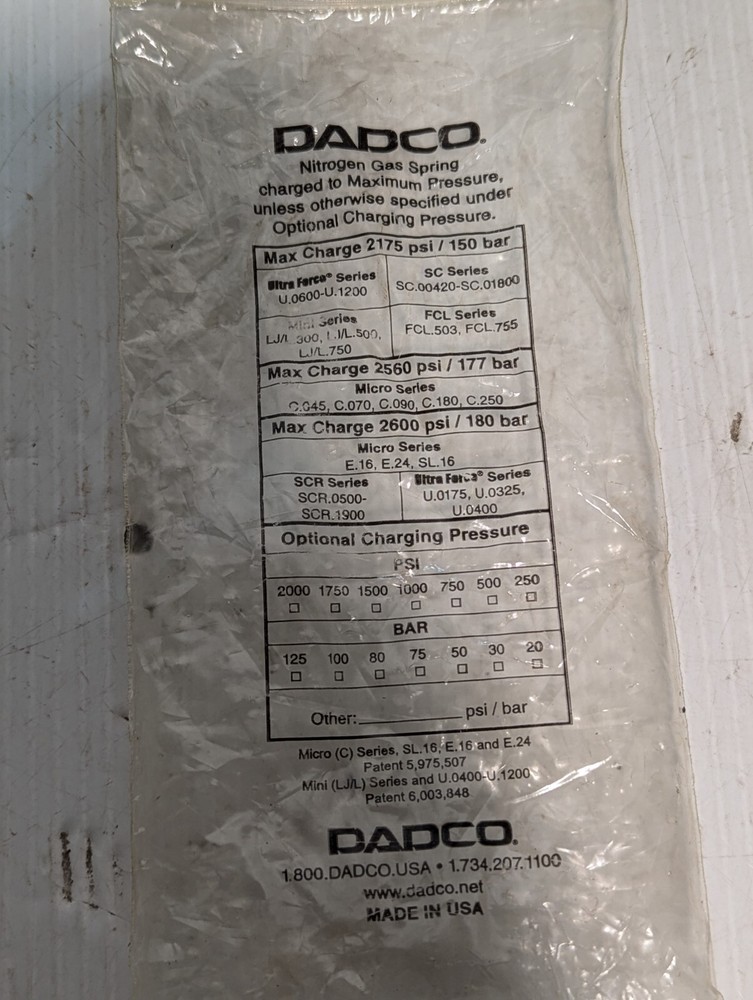 DADCO.
Nitrogen Gas Spring
charged to Maximum Pressure,
unless otherwise specified under
Optional Charging Pressure.
Max Charge 2175 psi / 150 bar
Ultra Force® Series
U.0600-U.1200
SC Series
SC.00420-SC.01800
Mini Series
LJ/L.300, LJ/L.500,
LJ/L.750
FCL Series
FCL.503, FCL.755
Max Charge 2560 psi / 177 bar
Micro Series
C.045, C.070, C.090, C.180, C.250
Max Charge 2600 psi / 180 bar
Micro Series
E.16, E.24, SL.16
SCR Series
SCR.0500-
SCR.1900
Ultra Force® Series
U.0175, U.0325,
U.0400
Optional Charging Pressure
PSI
2000 1750 1500 1000 750 500 250
BAR
125 100 80 75 50 30 20
Other: psi / bar
Micro (C) Series, SL.16, E.16 and E.24
Patent 5,975,507
Mini (LJ/L) Series and U.0400-U.1200
Patent 6,003,848
DADCO.
1.800.DADCO.USA • 1.734.207.1100
www.dadco.net
MADE IN USA